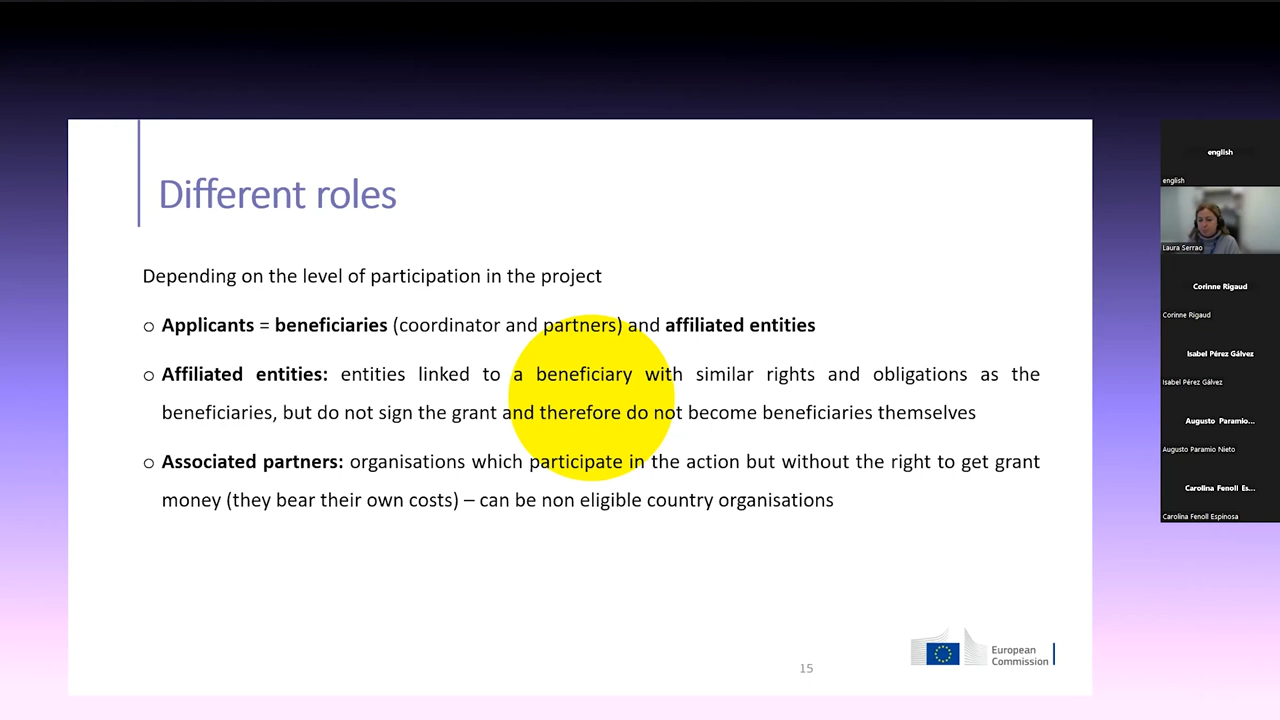 Different roles
Depending on the level of participation in the project
o Applicants = beneficiaries (coordinator and partners) and affiliated entities
o Affiliated entities: entities linked to a beneficiary with similar rights and obligations as the
beneficiaries, but do not sign the grant and therefore do not become beneficiaries themselves
o Associated partners: organisations which participate in the action but without the right to get grant
money (they bear their own costs) – can be non eligible country organisations
15
European
Commission
english
english
Laura Serrao
Corinne Rigaud
Corinne Rigaud
Isabel Pérez Gálvez
Isabel Pérez Gálvez
Augusto Paramio...
Augusto Paramio Nieto
Carolina Fenoll Es...
Carolina Fenoll Espinosa